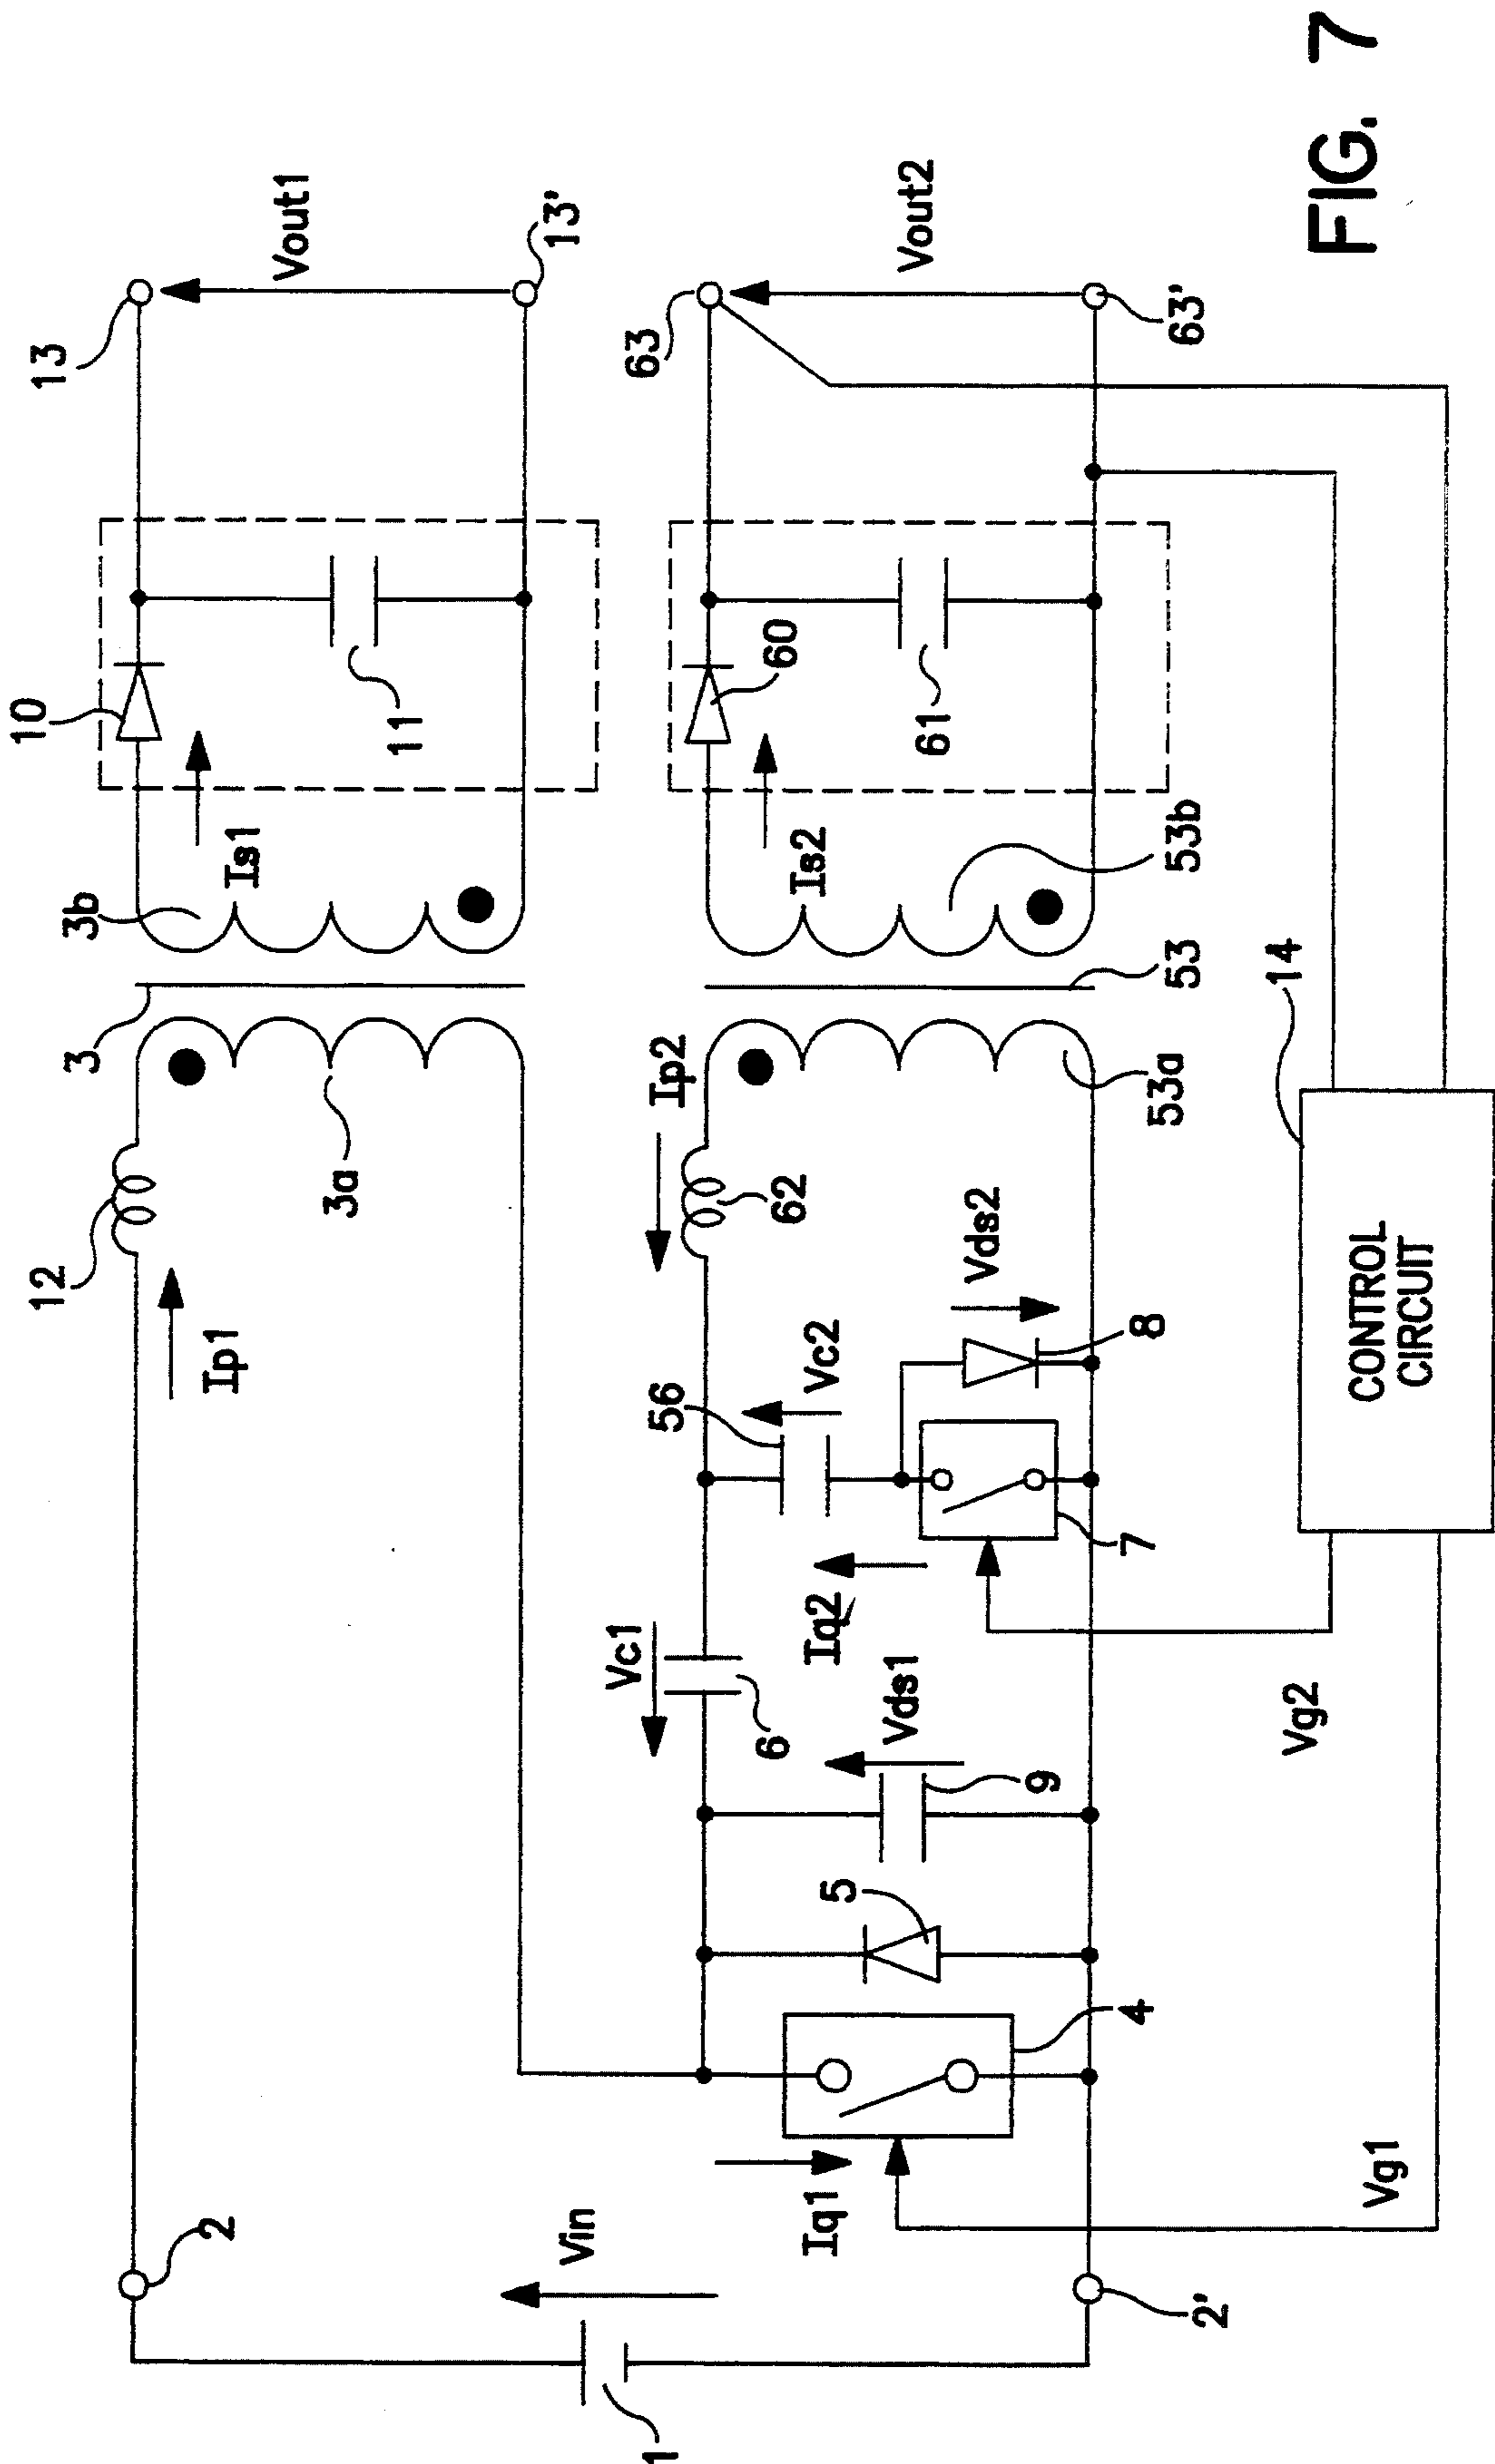 13
Vout1
13'
10
11
Is1
3b
3
3a
12
Ip1
63
Vout2
63'
60
61
Is2
53b
53
53a
Ip2
62
Vds2
8
Vc2
56
7
Iq2
Vc1
6
Vds1
9
5
4
Iq1
Vin
2
2'
1
14
CONTROL
CIRCUIT
Vg2
Vg1
FIG. 7